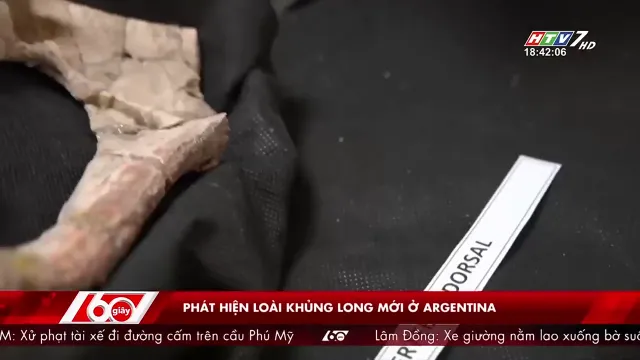 HTV7 HD
18:42:06
DORSAL
60 giây
PHÁT HIỆN LOÀI KHỦNG LONG MỚI Ở ARGENTINA
M: Xử phạt tài xế đi đường cấm trên cầu Phú Mỹ
60
Lâm Đồng: Xe giường nằm lao xuống bờ